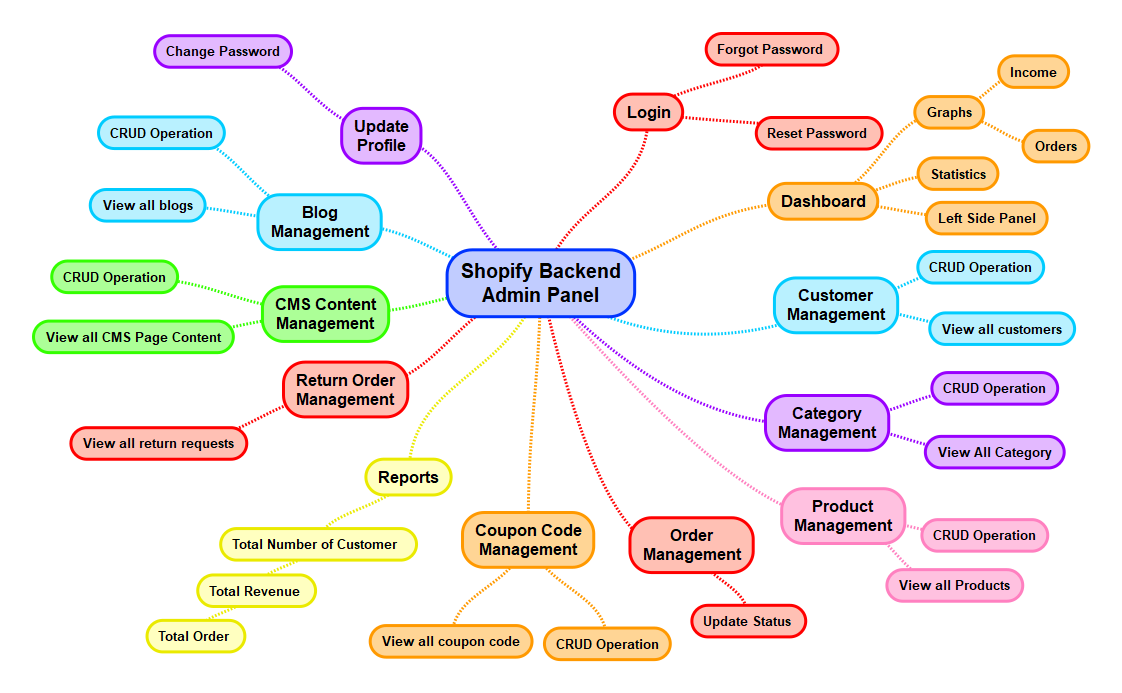 Shopify Backend
Admin Panel
Login
Forgot Password
Reset Password
Dashboard
Graphs
Income
Orders
Statistics
Left Side Panel
Customer
Management
CRUD Operation
View all customers
Category
Management
CRUD Operation
View All Category
Product
Management
CRUD Operation
View all Products
Order
Management
Update Status
Coupon Code
Management
View all coupon code
CRUD Operation
Reports
Total Number of Customer
Total Revenue
Total Order
Return Order
Management
View all return requests
CMS Content
Management
CRUD Operation
View all CMS Page Content
Blog
Management
CRUD Operation
View all blogs
Update
Profile
Change Password